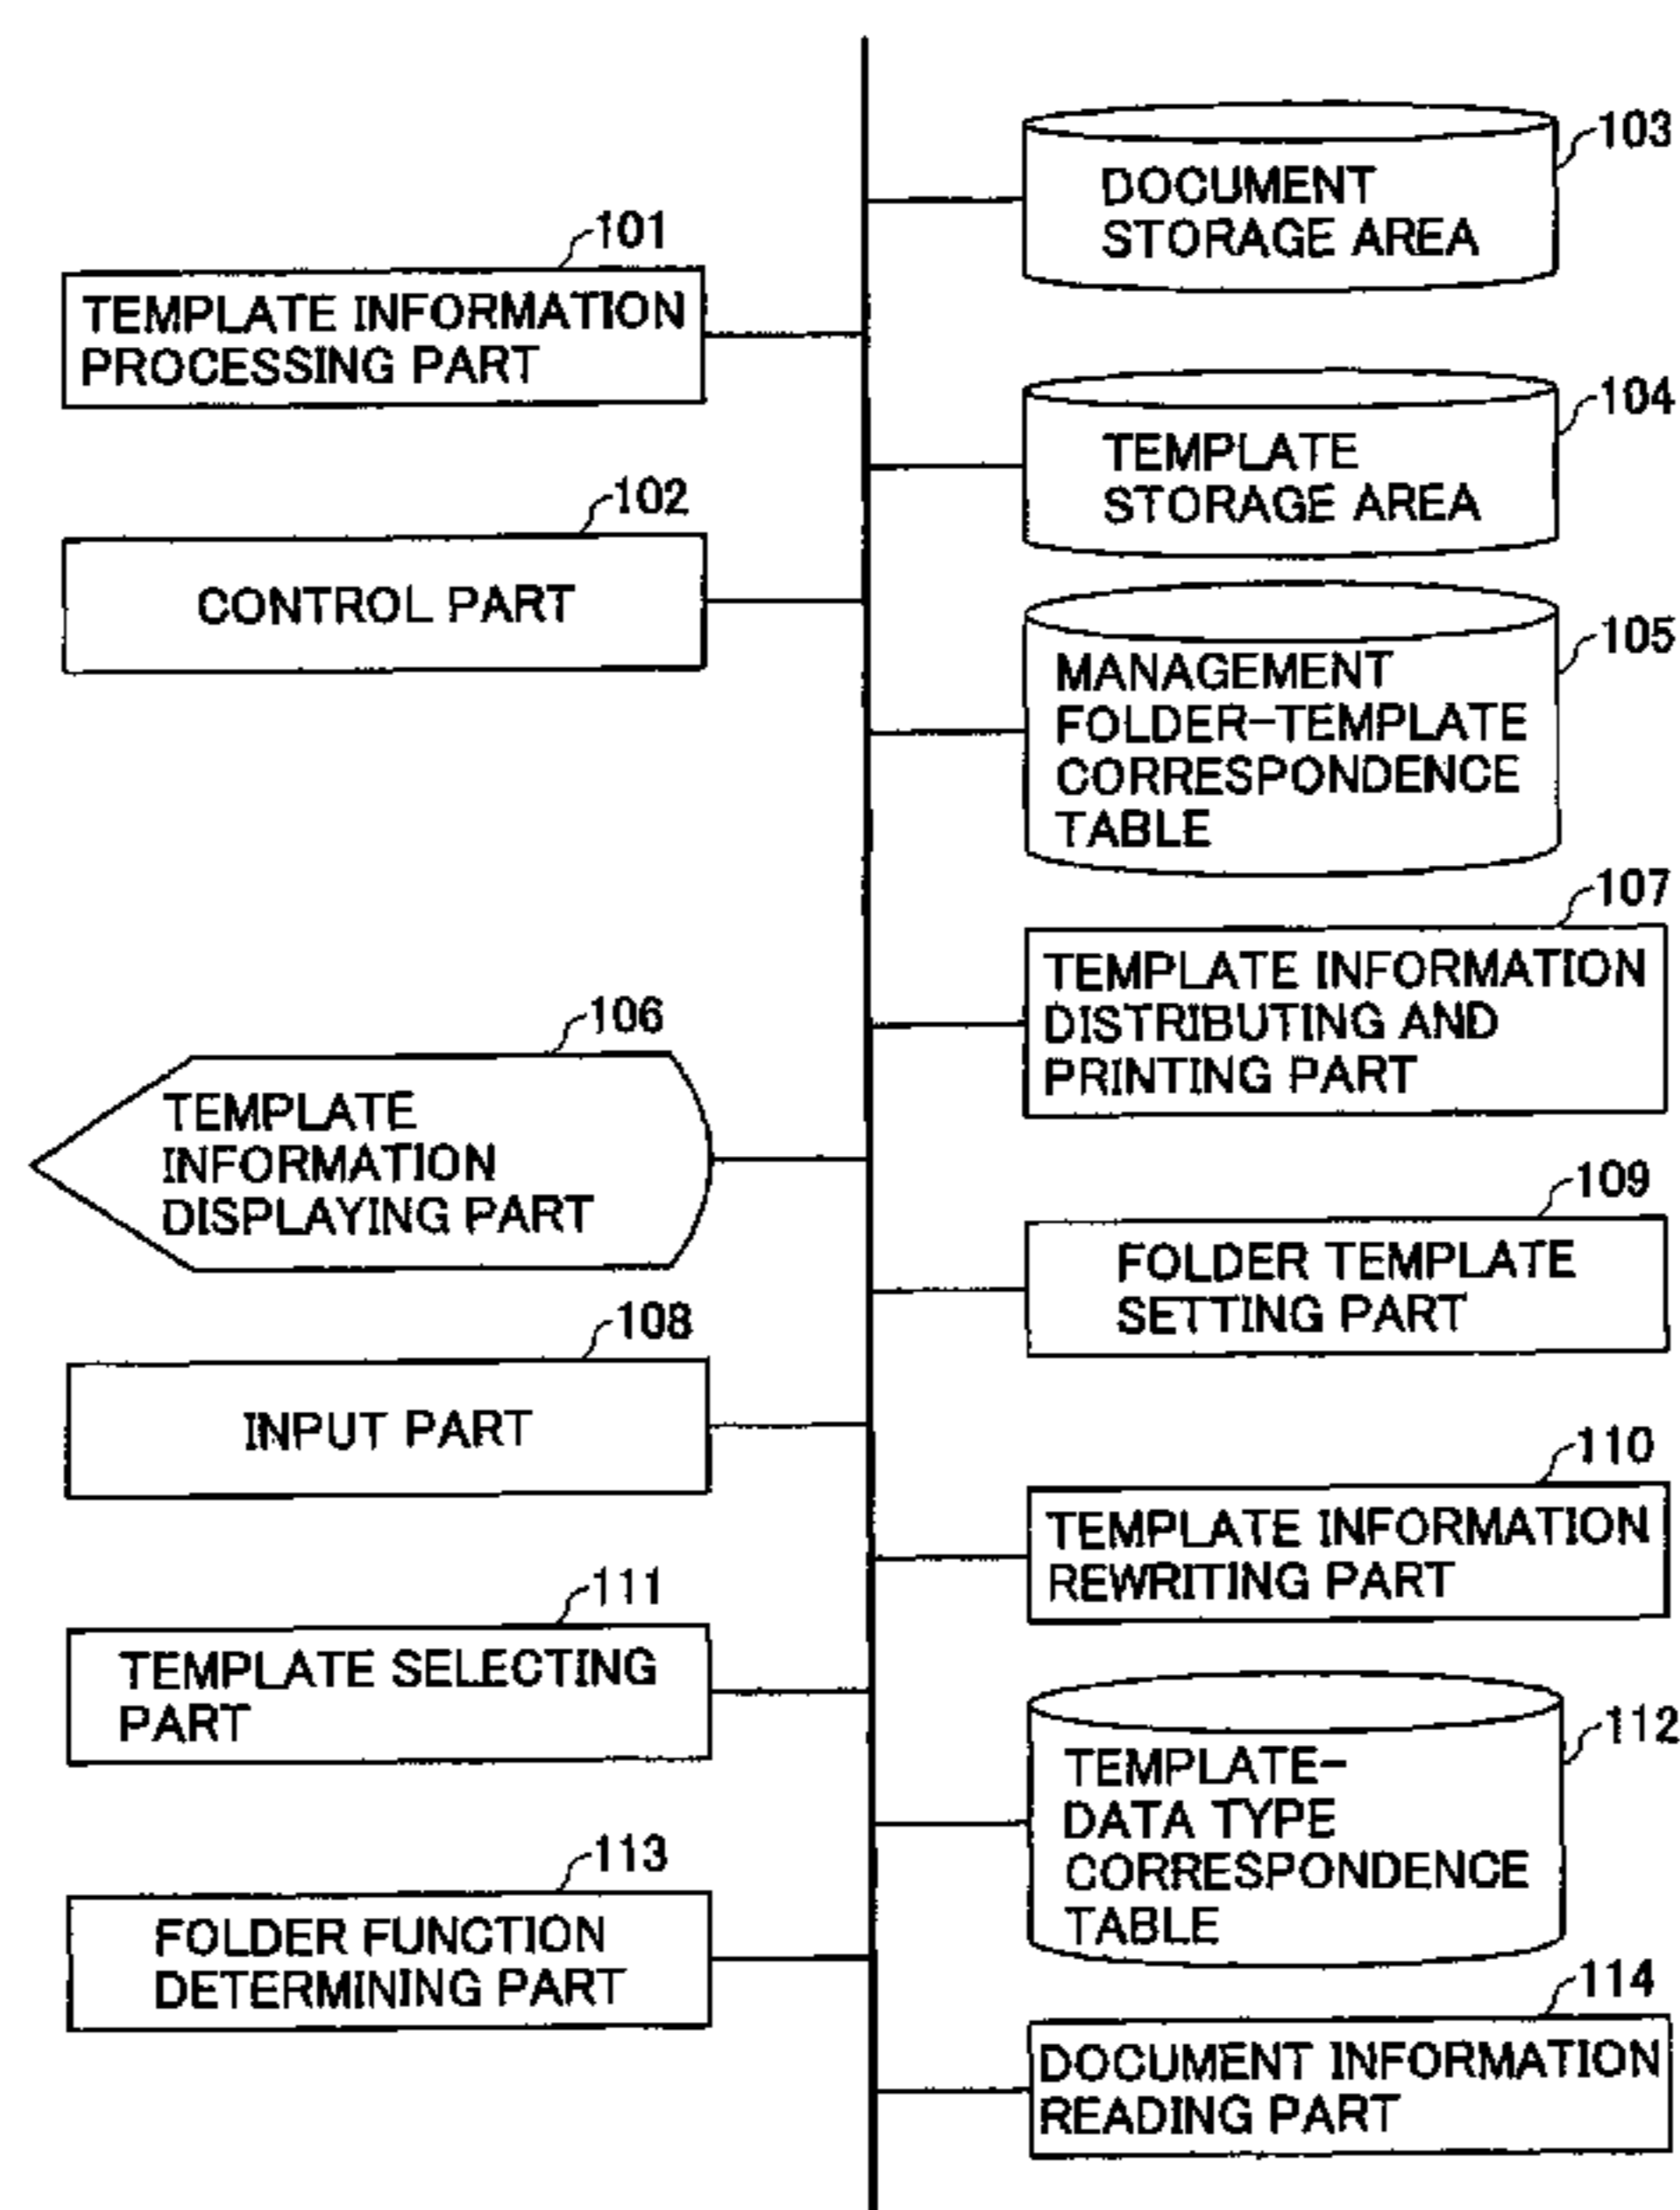 103
DOCUMENT
STORAGE AREA
101
TEMPLATE INFORMATION
PROCESSING PART
104
TEMPLATE
STORAGE AREA
102
CONTROL PART
105
MANAGEMENT
FOLDER-TEMPLATE
CORRESPONDENCE
TABLE
107
TEMPLATE INFORMATION
DISTRIBUTING AND
PRINTING PART
106
TEMPLATE
INFORMATION
DISPLAYING PART
109
FOLDER TEMPLATE
SETTING PART
108
INPUT PART
110
TEMPLATE INFORMATION
REWRITING PART
111
TEMPLATE SELECTING
PART
112
TEMPLATE-
DATA TYPE
CORRESPONDENCE
TABLE
113
FOLDER FUNCTION
DETERMINING PART
114
DOCUMENT INFORMATION
READING PART